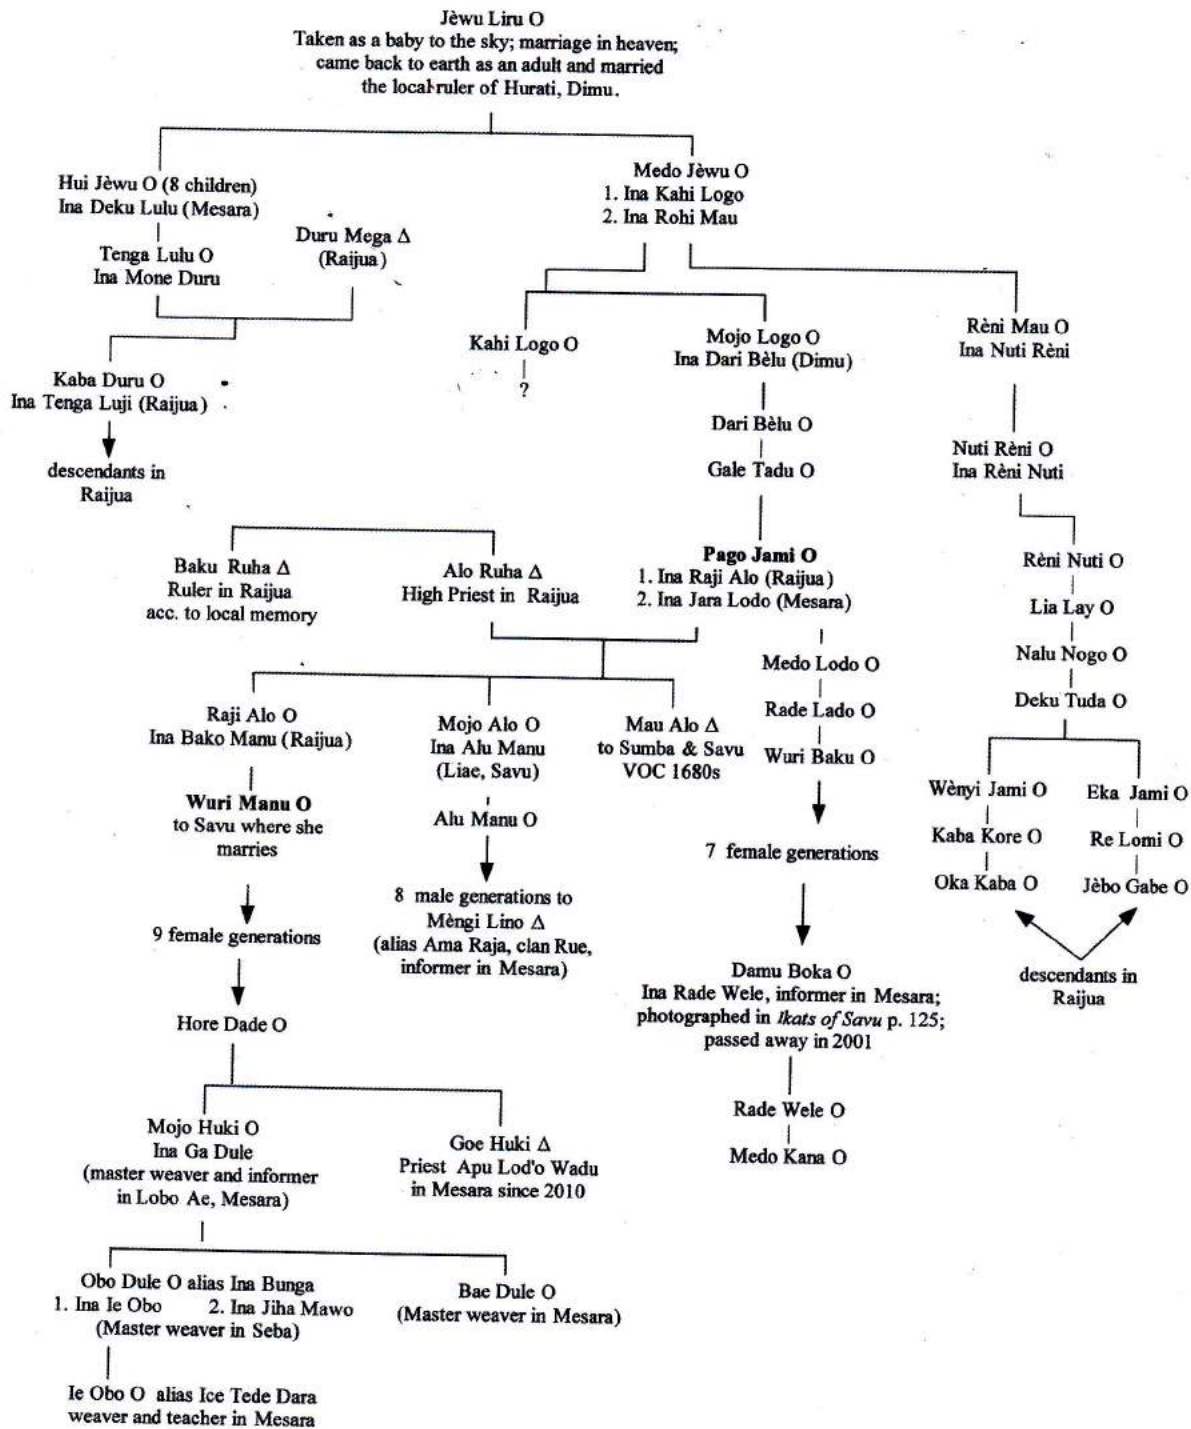 Jèwu Liru O
Taken as a baby to the sky; marriage in heaven;
came back to earth as an adult and married
the local ruler of Hurati, Dimu.
Hui Jèwu O (8 children)
Ina Deku Lulu (Mesara)
Tenga Lulu O
Ina Mone Duru
Duru Mega Δ
(Raijua)
Kaba Duru O
Ina Tenga Luji (Raijua)
descendants in
Raijua
Medo Jèwu O
1. Ina Kahi Logo
2. Ina Rohi Mau
Kahi Logo O
?
Mojo Logo O
Ina Dari Bèlu (Dimu)
Dari Bèlu O
Gale Tadu O
Rèni Mau O
Ina Nuti Rèni
Nuti Rèni O
Ina Rèni Nuti
Rèni Nuti O
Lia Lay O
Nalu Nogo O
Deku Tuda O
Wènyi Jami O
Kaba Kore O
Oka Kaba O
Eka Jami O
Re Lomi O
Jèbo Gabe O
descendants in
Raijua
Baku Ruha Δ
Ruler in Raijua
acc. to local memory
Alo Ruha Δ
High Priest in Raijua
Pago Jami O
1. Ina Raji Alo (Raijua)
2. Ina Jara Lodo (Mesara)
Raji Alo O
Ina Bako Manu (Raijua)
Wuri Manu O
to Savu where she
marries
9 female generations
Hore Dade O
Mojo Alo O
Ina Alu Manu
(Liae, Savu)
Alu Manu O
8 male generations to
Mèngi Lino Δ
(alias Ama Raja, clan Rue,
informer in Mesara)
Mau Alo Δ
to Sumba & Savu
VOC 1680s
Medo Lodo O
Rade Lado O
Wuri Baku O
7 female generations
Damu Boka O
Ina Rade Wele, informer in Mesara;
photographed in Ikats of Savu p. 125;
passed away in 2001
Rade Wele O
Medo Kana O
Mojo Huki O
Ina Ga Dule
(master weaver and informer
in Lobo Ae, Mesara)
Goe Huki Δ
Priest Apu Lod'o Wadu
in Mesara since 2010
Obo Dule O alias Ina Bunga
1. Ina Ie Obo 2. Ina Jiha Mawo
(Master weaver in Seba)
Bae Dule O
(Master weaver in Mesara)
Ie Obo O alias Ice Tede Dara
weaver and teacher in Mesara